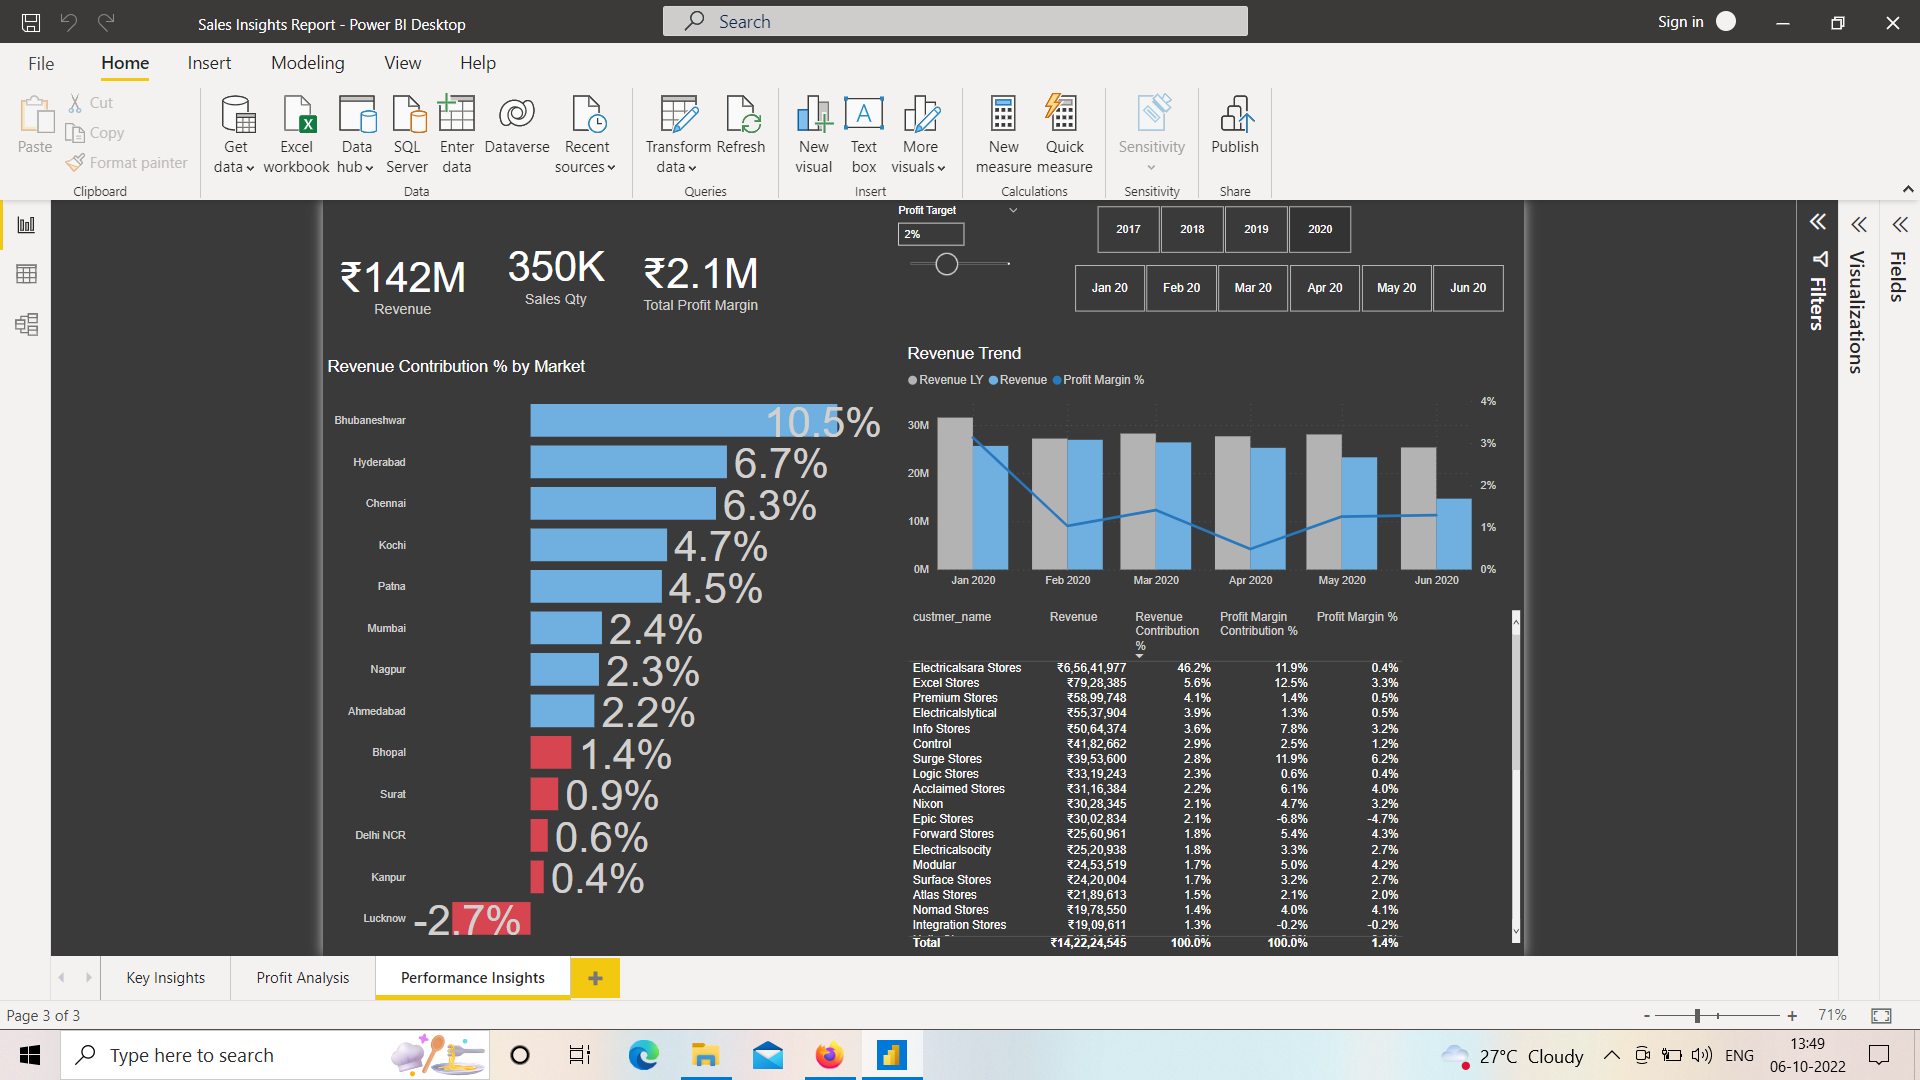 Sales Insights Report - Power BI Desktop
Search
Sign in
File Home Insert Modeling View Help
Paste
Cut
Copy
Format painter
Clipboard
Get data
Excel workbook
Data hub
SQL Server
Enter data
Dataverse
Recent sources
Data
Transform data
Refresh
Queries
New visual
Text box
More visuals
Insert
New measure
Quick measure
Calculations
Sensitivity
Sensitivity
Publish
Share
₹142M
Revenue
350K
Sales Qty
₹2.1M
Total Profit Margin
Profit Target
2%
2017 2018 2019 2020
Jan 20 Feb 20 Mar 20 Apr 20 May 20 Jun 20
Filters
Visualizations
Fields
Revenue Contribution % by Market
Bhubaneshwar 10.5%
Hyderabad 6.7%
Chennai 6.3%
Kochi 4.7%
Patna 4.5%
Mumbai 2.4%
Nagpur 2.3%
Ahmedabad 2.2%
Bhopal 1.4%
Surat 0.9%
Delhi NCR 0.6%
Kanpur 0.4%
Lucknow -2.7%
Revenue Trend
Revenue LY Revenue Profit Margin %
30M
20M
10M
0M
4%
3%
2%
1%
0%
Jan 2020 Feb 2020 Mar 2020 Apr 2020 May 2020 Jun 2020
custmer_name Revenue Revenue Contribution % Profit Margin Contribution % Profit Margin %
Electricalsara Stores ₹6,56,41,977 46.2% 11.9% 0.4%
Excel Stores ₹79,28,385 5.6% 12.5% 3.3%
Premium Stores ₹58,99,748 4.1% 1.4% 0.5%
Electricalslytical ₹55,37,904 3.9% 1.3% 0.5%
Info Stores ₹50,64,374 3.6% 7.8% 3.2%
Control ₹41,82,662 2.9% 2.5% 1.2%
Surge Stores ₹39,53,600 2.8% 11.9% 6.2%
Logic Stores ₹33,19,243 2.3% 0.6% 0.4%
Acclaimed Stores ₹31,16,384 2.2% 6.1% 4.0%
Nixon ₹30,28,345 2.1% 4.7% 3.2%
Epic Stores ₹30,02,834 2.1% -6.8% -4.7%
Forward Stores ₹25,60,961 1.8% 5.4% 4.3%
Electricalsocity ₹25,20,938 1.8% 3.3% 2.7%
Modular ₹24,53,519 1.7% 5.0% 4.2%
Surface Stores ₹24,20,004 1.7% 3.2% 2.7%
Atlas Stores ₹21,89,613 1.5% 2.1% 2.0%
Nomad Stores ₹19,78,550 1.4% 4.0% 4.1%
Integration Stores ₹19,09,611 1.3% -0.2% -0.2%
Total ₹14,22,24,545 100.0% 100.0% 1.4%
Key Insights Profit Analysis Performance Insights +
Page 3 of 3
- + 71%
Type here to search
27°C Cloudy
ENG
13:49
06-10-2022